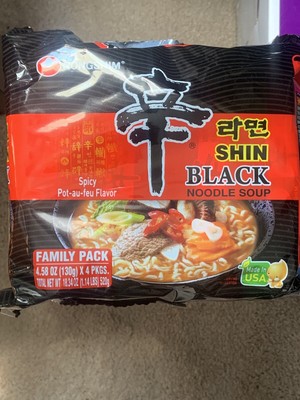 NONGSHIM
辛
라면
SHIN
BLACK
NOODLE SOUP
Spicy
Pot-au-feu Flavor
FAMILY PACK
4.58 OZ (130g) X 4 PKGS.
TOTAL NET WT 18.34 OZ (1.14 LBS) 520g
Made in
USA